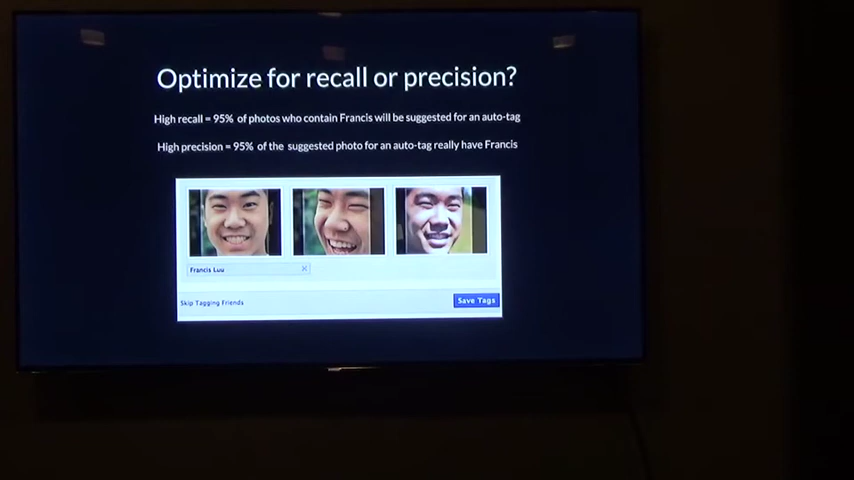 Optimize for recall or precision?
High recall = 95% of photos who contain Francis will be suggested for an auto-tag
High precision = 95% of the suggested photo for an auto-tag really have Francis
Francis Luu
Skip Tagging Friends
Save Tags